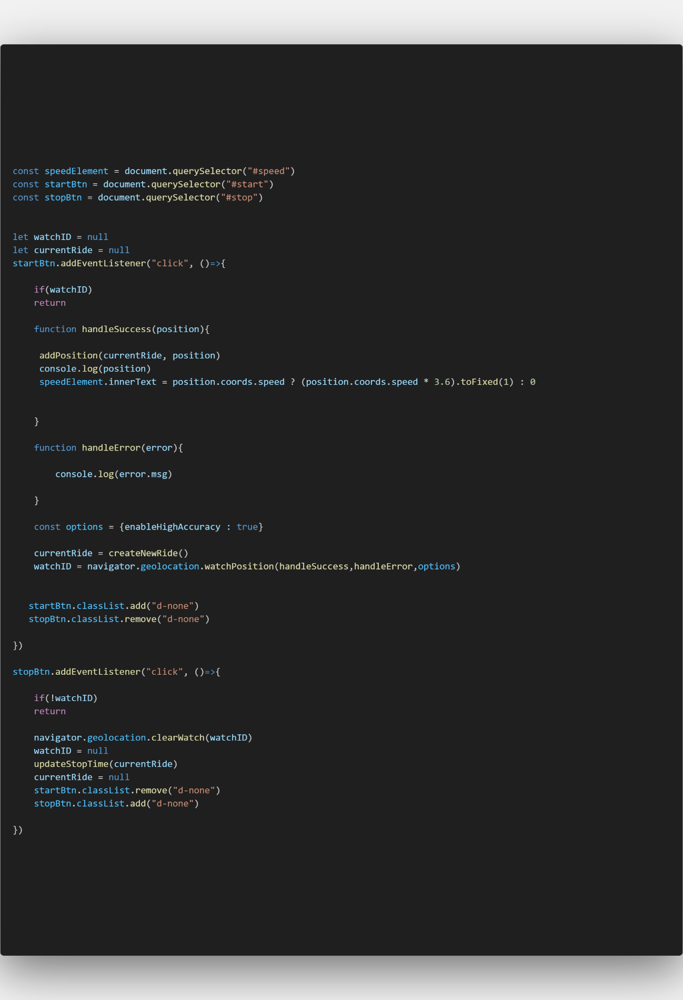 const speedElement = document.querySelector("#speed")
const startBtn = document.querySelector("#start")
const stopBtn = document.querySelector("#stop")
let watchID = null
let currentRide = null
startBtn.addEventListener("click", ()=>{
if(watchID)
return
function handleSuccess(position){
addPosition(currentRide, position)
console.log(position)
speedElement.innerText = position.coords.speed ? (position.coords.speed * 3.6).toFixed(1) : 0
}
function handleError(error){
console.log(error.msg)
}
const options = {enableHighAccuracy : true}
currentRide = createNewRide()
watchID = navigator.geolocation.watchPosition(handleSuccess,handleError,options)
startBtn.classList.add("d-none")
stopBtn.classList.remove("d-none")
})
stopBtn.addEventListener("click", ()=>{
if(!watchID)
return
navigator.geolocation.clearWatch(watchID)
watchID = null
updateStopTime(currentRide)
currentRide = null
startBtn.classList.remove("d-none")
stopBtn.classList.add("d-none")
})